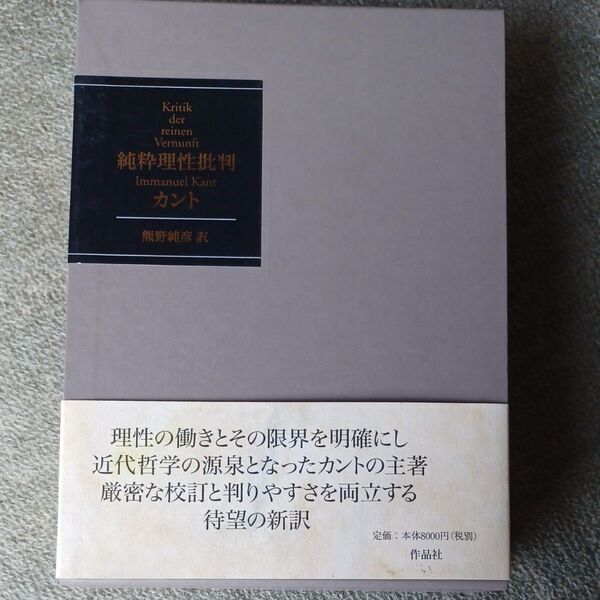 Kritik
der
reinen
Vernunft
純粋理性批判
Immanuel Kant
カント
熊野純彦 訳
理性の働きとその限界を明確にし
近代哲学の源泉となったカントの主著
厳密な校訂と判りやすさを両立する
待望の新訳
定価：本体8000円（税別）
作品社